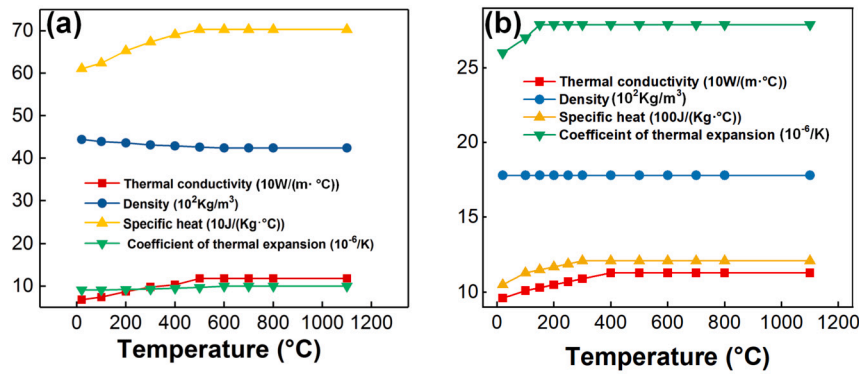 (a)
70
60
50
40
30
20
10
Thermal conductivity (10W/(m· °C))
Density (10²Kg/m³)
Specific heat (10J/(Kg·°C))
Coefficient of thermal expansion (10⁻⁶/K)
0 200 400 600 800 1000 1200
Temperature (°C)
(b)
25
20
15
10
Thermal conductivity (10W/(m·°C))
Density (10²Kg/m³)
Specific heat (100J/(Kg·°C))
Coefficeint of thermal expansion (10⁻⁶/K)
0 200 400 600 800 1000 1200
Temperature (°C)